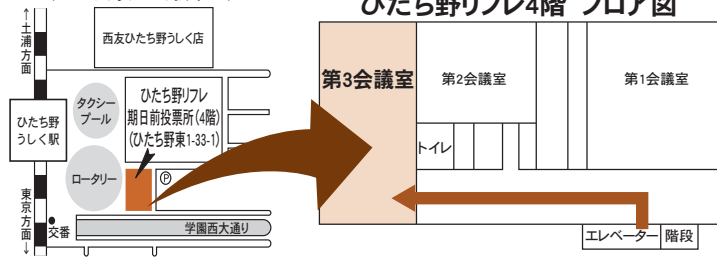 ひたち野リフレ4階 フロア図
↑土浦方面
西友ひたち野うしく店
ひたち野
うしく駅
タクシー
プール
ひたち野リフレ
期日前投票所(4階)
(ひたち野東1-33-1)
ロータリー
P
東京方面↓
交番
学園西大通り
第3会議室
第2会議室
第1会議室
トイレ
エレベーター
階段